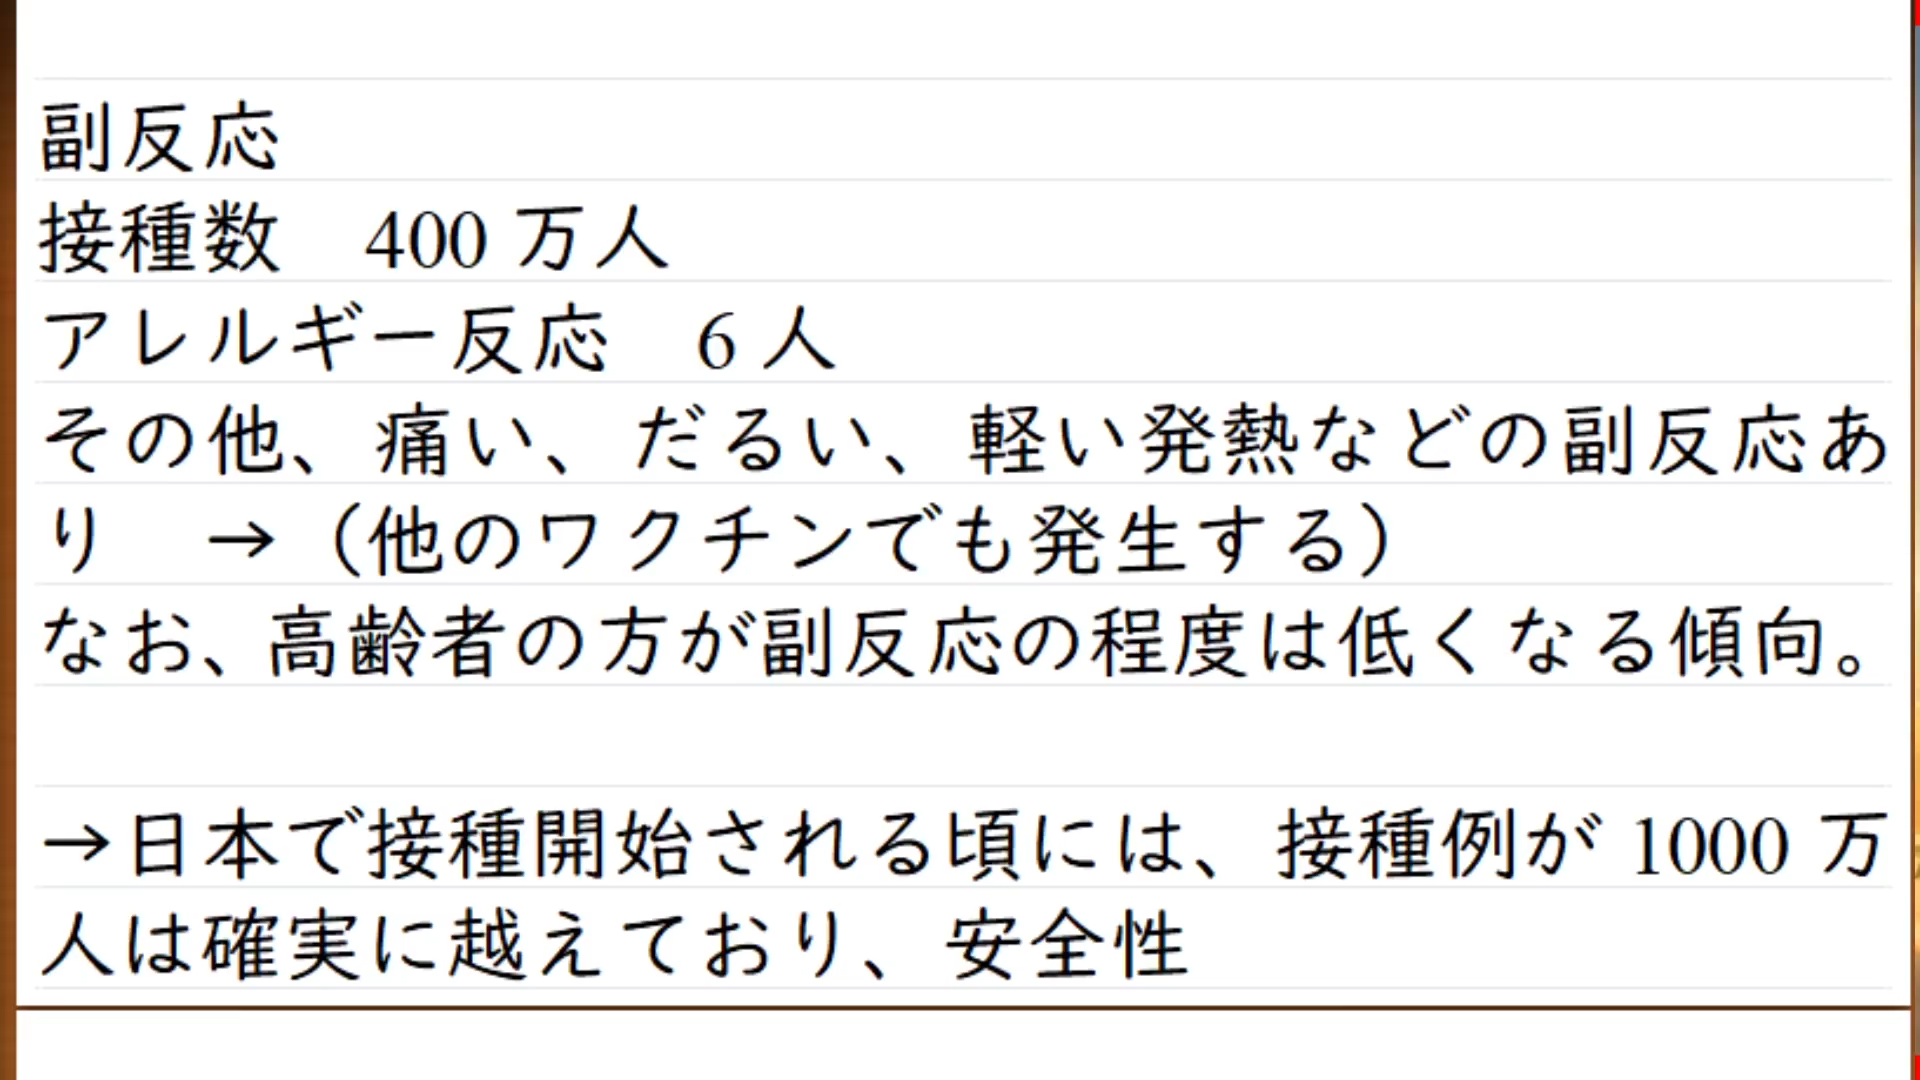 副反応
接種数　400 万人
アレルギー反応　6 人
その他、痛い、だるい、軽い発熱などの副反応あ
り　→（他のワクチンでも発生する）
なお、高齢者の方が副反応の程度は低くなる傾向。
→日本で接種開始される頃には、接種例が 1000 万
人は確実に越えており、安全性